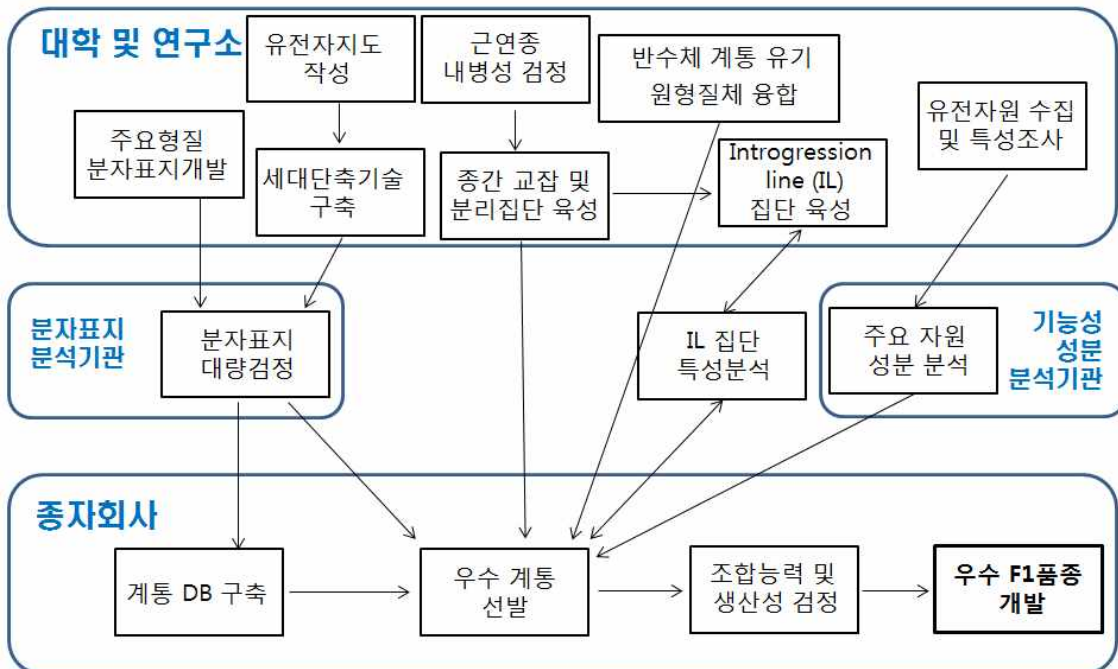 대학 및 연구소
유전자지도
작성
근연종
내병성 검정
반수체 계통 유기
원형질체 융합
유전자원 수집
및 특성조사
주요형질
분자표지개발
세대단축기술
구축
종간 교잡 및
분리집단 육성
Introgression
line (IL)
집단 육성
분자표지
분석기관
분자표지
대량검정
IL 집단
특성분석
주요 자원
성분 분석
기능성
성분
분석기관
종자회사
계통 DB 구축
우수 계통
선발
조합능력 및
생산성 검정
우수 F1품종
개발